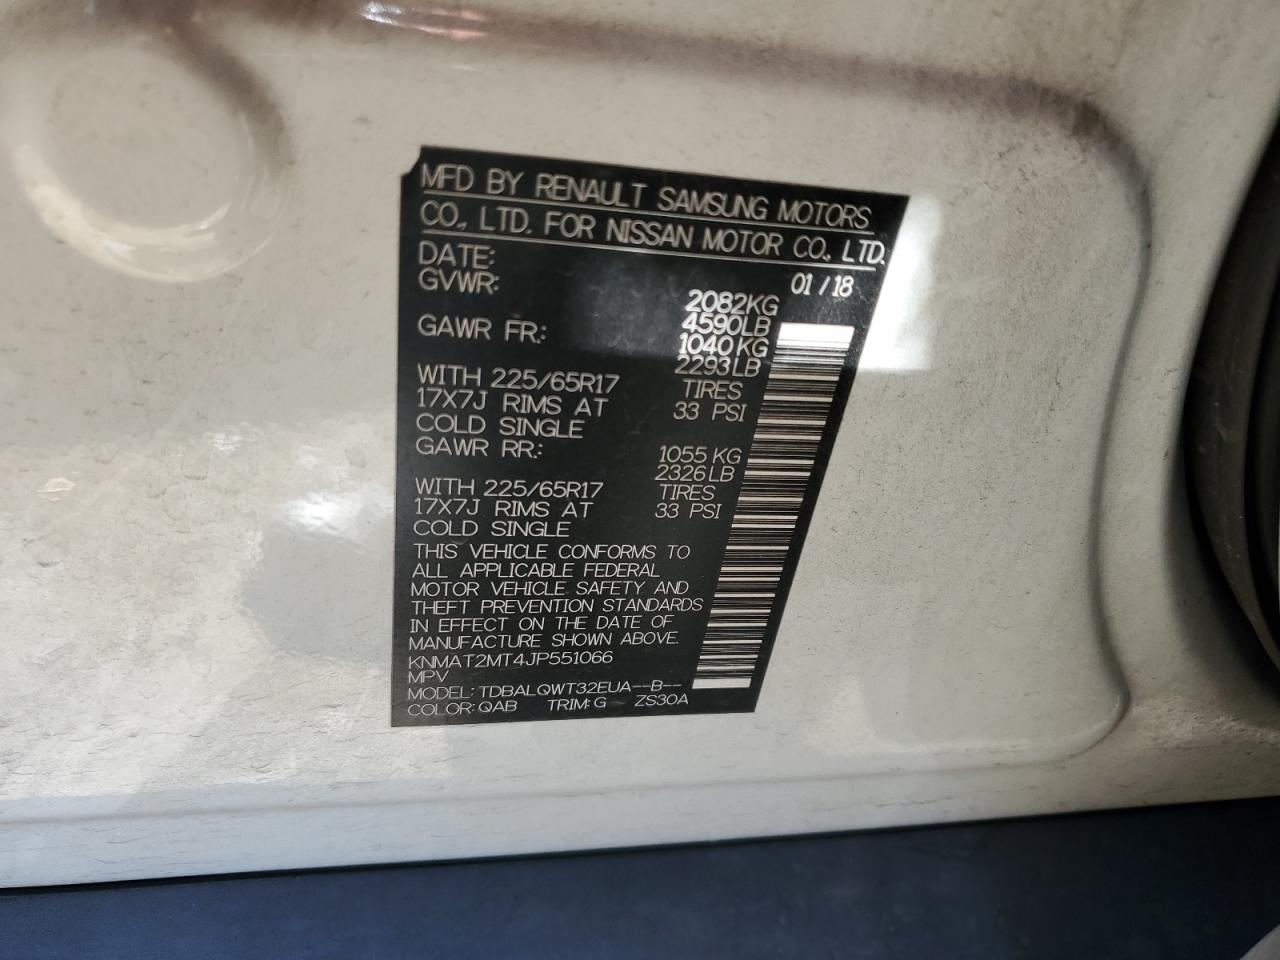 MFD BY RENAULT SAMSUNG MOTORS
CO., LTD. FOR NISSAN MOTOR CO., LTD.
DATE: 01 / 18
GVWR: 2082KG
4590LB
GAWR FR: 1040 KG
2293LB
WITH 225/65R17 TIRES
17X7J RIMS AT 33 PSI
COLD SINGLE
GAWR RR: 1055 KG
2326LB
WITH 225/65R17 TIRES
17X7J RIMS AT 33 PSI
COLD SINGLE
THIS VEHICLE CONFORMS TO
ALL APPLICABLE FEDERAL
MOTOR VEHICLE SAFETY AND
THEFT PREVENTION STANDARDS
IN EFFECT ON THE DATE OF
MANUFACTURE SHOWN ABOVE.
KNMAT2MT4JP551066
MPV
MODEL: TDBALQWT32EUA--B--
COLOR: QAB TRIM: G ZS30A